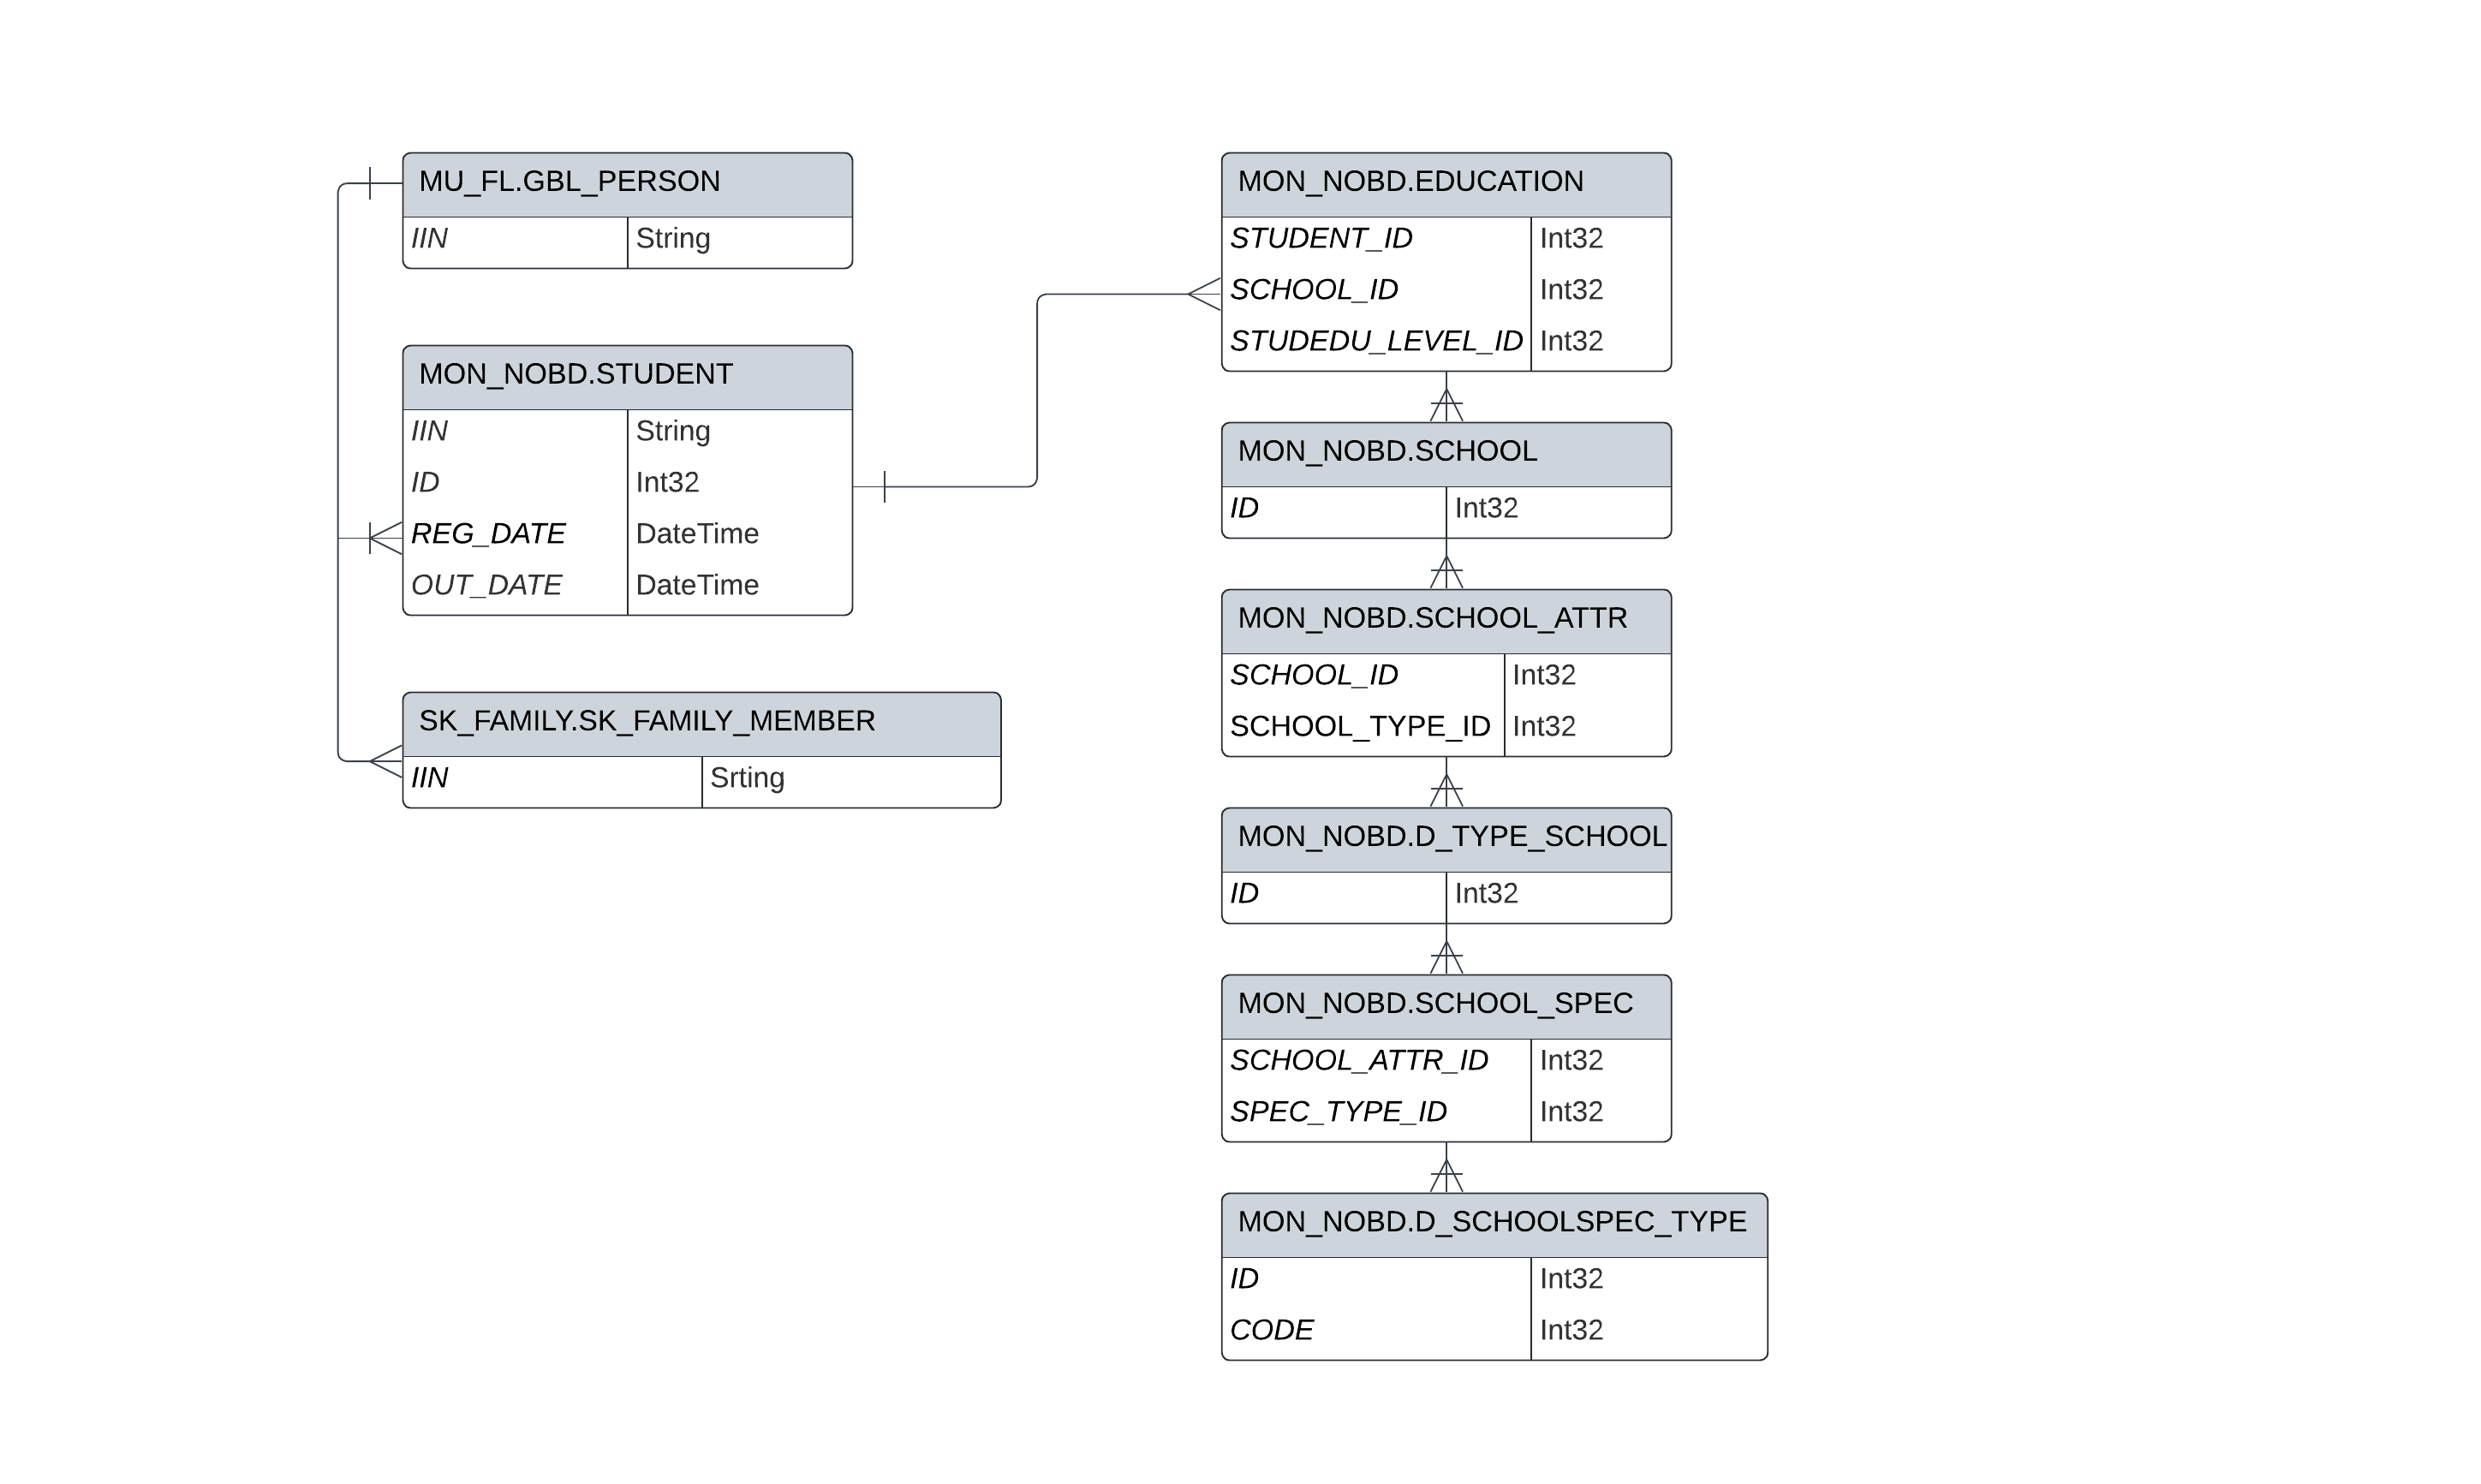 MU_FL.GBL_PERSON
IIN String
MON_NOBD.STUDENT
IIN String
ID Int32
REG_DATE DateTime
OUT_DATE DateTime
SK_FAMILY.SK_FAMILY_MEMBER
IIN Srting
MON_NOBD.EDUCATION
STUDENT_ID Int32
SCHOOL_ID Int32
STUDEDU_LEVEL_ID Int32
MON_NOBD.SCHOOL
ID Int32
MON_NOBD.SCHOOL_ATTR
SCHOOL_ID Int32
SCHOOL_TYPE_ID Int32
MON_NOBD.D_TYPE_SCHOOL
ID Int32
MON_NOBD.SCHOOL_SPEC
SCHOOL_ATTR_ID Int32
SPEC_TYPE_ID Int32
MON_NOBD.D_SCHOOLSPEC_TYPE
ID Int32
CODE Int32